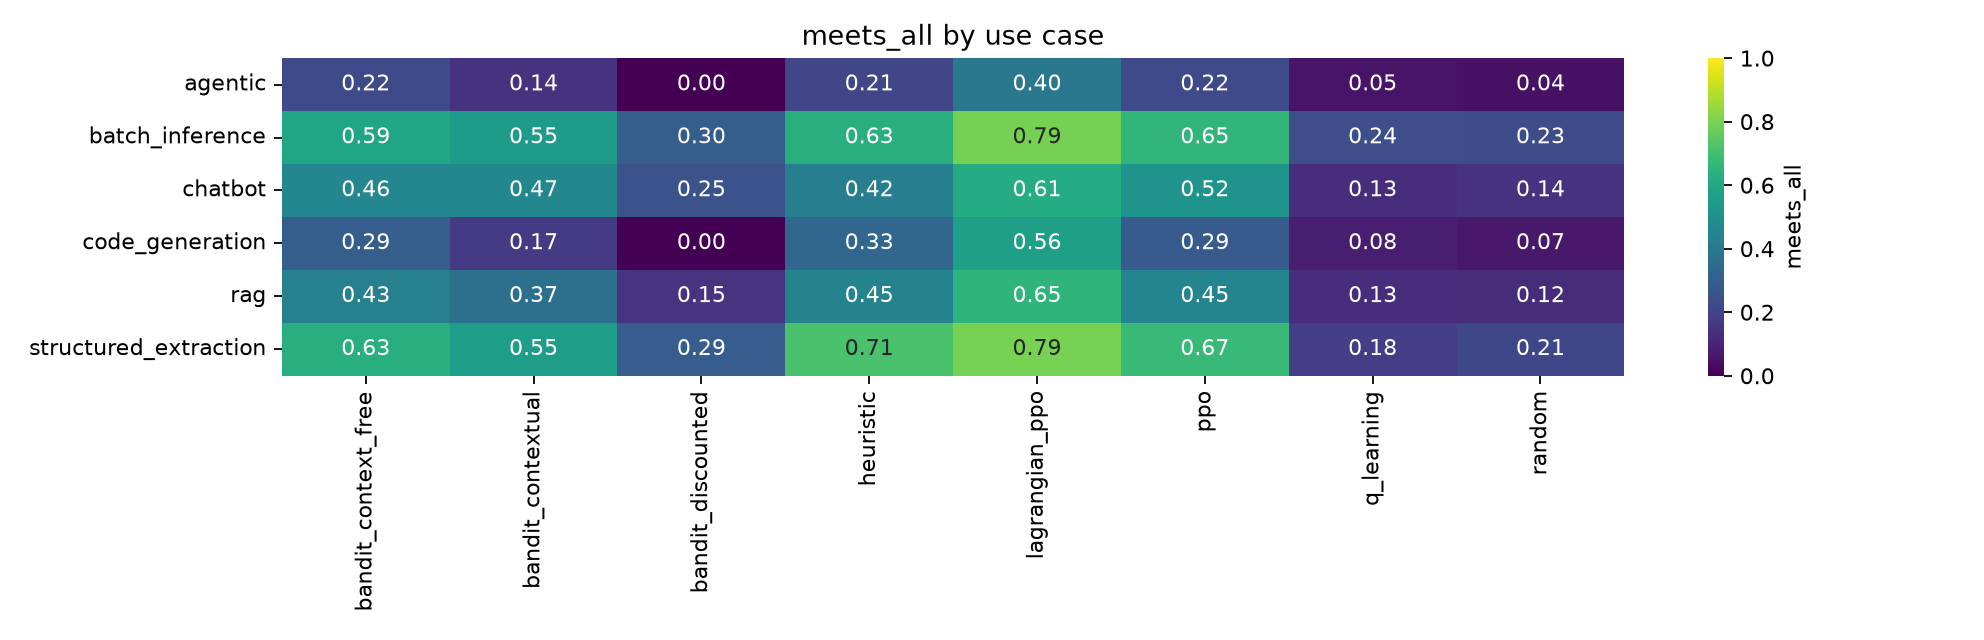 meets_all by use case
agentic 0.22 0.14 0.00 0.21 0.40 0.22 0.05 0.04
batch_inference 0.59 0.55 0.30 0.63 0.79 0.65 0.24 0.23
chatbot 0.46 0.47 0.25 0.42 0.61 0.52 0.13 0.14
code_generation 0.29 0.17 0.00 0.33 0.56 0.29 0.08 0.07
rag 0.43 0.37 0.15 0.45 0.65 0.45 0.13 0.12
structured_extraction 0.63 0.55 0.29 0.71 0.79 0.67 0.18 0.21
bandit_context_free
bandit_contextual
bandit_discounted
heuristic
lagrangian_ppo
ppo
q_learning
random
1.0
0.8
0.6
0.4
0.2
0.0
meets_all